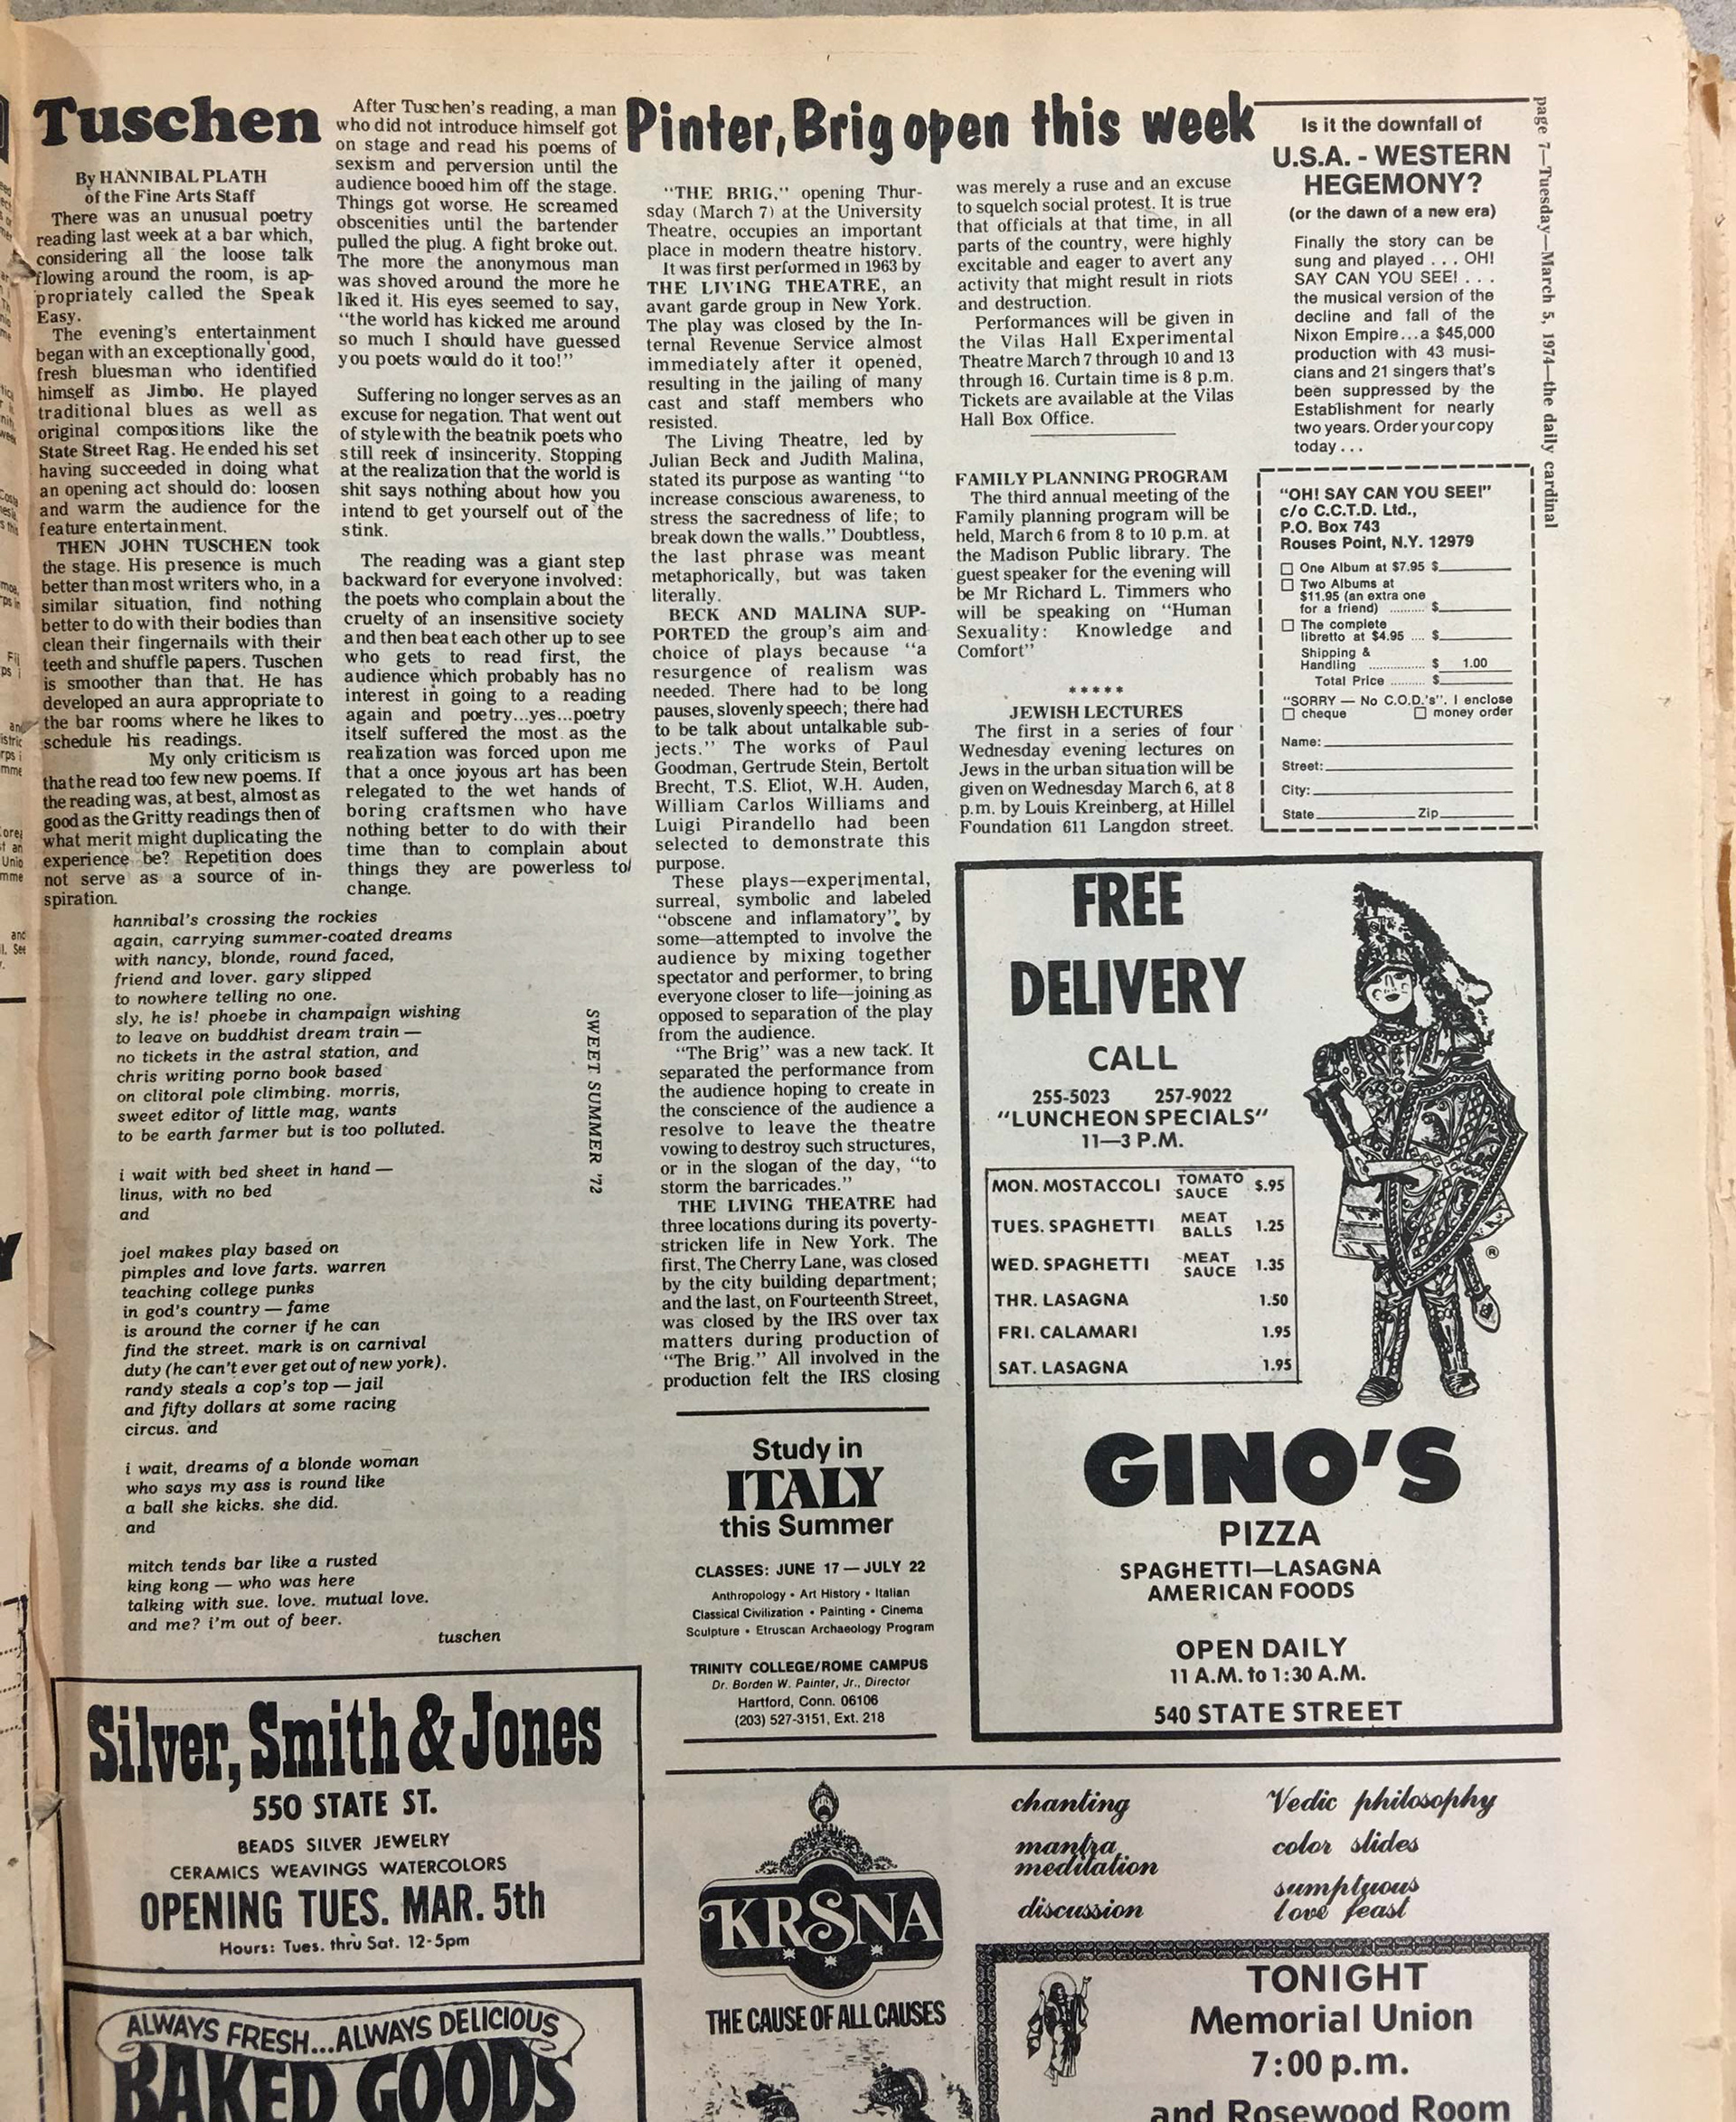 Tuschen
By HANNIBAL PLATH
of the Fine Arts Staff
There was an unusual poetry
reading last week at a bar which,
considering all the loose talk
flowing around the room, is ap-
propriately called the Speak
Easy.
The evening's entertainment
began with an exceptionally good,
fresh bluesman who identified
himself as Jimbo. He played
traditional blues as well as
original compositions like the
State Street Rag. He ended his set
having succeeded in doing what
an opening act should do: loosen
and warm the audience for the
feature entertainment.
THEN JOHN TUSCHEN took
the stage. His presence is much
better than most writers who, in a
similar situation, find nothing
better to do with their bodies than
clean their fingernails with their
teeth and shuffle papers. Tuschen
is smoother than that. He has
developed an aura appropriate to
the bar rooms where he likes to
schedule his readings.
My only criticism is
that he read too few new poems. If
the reading was, at best, almost as
good as the Gritty readings then of
what merit might duplicating the
experience be? Repetition does
not serve as a source of in-
spiration.
After Tuschen's reading, a man
who did not introduce himself got
on stage and read his poems of
sexism and perversion until the
audience booed him off the stage.
Things got worse. He screamed
obscenities until the bartender
pulled the plug. A fight broke out.
The more the anonymous man
was shoved around the more he
liked it. His eyes seemed to say,
"the world has kicked me around
so much I should have guessed
you poets would do it too!"
Suffering no longer serves as an
excuse for negation. That went out
of style with the beatnik poets who
still reek of insincerity. Stopping
at the realization that the world is
shit says nothing about how you
intend to get yourself out of the
stink.
The reading was a giant step
backward for everyone involved:
the poets who complain about the
cruelty of an insensitive society
and then beat each other up to see
who gets to read first, the
audience which probably has no
interest in going to a reading
again and poetry...yes...poetry
itself suffered the most as the
realization was forced upon me
that a once joyous art has been
relegated to the wet hands of
boring craftsmen who have
nothing better to do with their
time than to complain about
things they are powerless to
change.
hannibal's crossing the rockies
again, carrying summer-coated dreams
with nancy, blonde, round faced,
friend and lover. gary slipped
to nowhere telling no one.
sly, he is! phoebe in champaign wishing
to leave on buddhist dream train —
no tickets in the astral station, and
chris writing porno book based
on clitoral pole climbing. morris,
sweet editor of little mag, wants
to be earth farmer but is too polluted.
i wait with bed sheet in hand —
linus, with no bed
and
joel makes play based on
pimples and love farts. warren
teaching college punks
in god's country — fame
is around the corner if he can
find the street. mark is on carnival
duty (he can't ever get out of new york).
randy steals a cop's top — jail
and fifty dollars at some racing
circus. and
i wait, dreams of a blonde woman
who says my ass is round like
a ball she kicks. she did.
and
mitch tends bar like a rusted
king kong — who was here
talking with sue. love. mutual love.
and me? i'm out of beer.
tuschen
SWEET SUMMER '72
Pinter, Brig open this week
"THE BRIG," opening Thur-
sday (March 7) at the University
Theatre, occupies an important
place in modern theatre history.
It was first performed in 1963 by
THE LIVING THEATRE, an
avant garde group in New York.
The play was closed by the In-
ternal Revenue Service almost
immediately after it opened,
resulting in the jailing of many
cast and staff members who
resisted.
The Living Theatre, led by
Julian Beck and Judith Malina,
stated its purpose as wanting "to
increase conscious awareness, to
stress the sacredness of life; to
break down the walls." Doubtless,
the last phrase was meant
metaphorically, but was taken
literally.
BECK AND MALINA SUP-
PORTED the group's aim and
choice of plays because "a
resurgence of realism was
needed. There had to be long
pauses, slovenly speech; there had
to be talk about untalkable sub-
jects." The works of Paul
Goodman, Gertrude Stein, Bertolt
Brecht, T.S. Eliot, W.H. Auden,
William Carlos Williams and
Luigi Pirandello had been
selected to demonstrate this
purpose.
These plays—experimental,
surreal, symbolic and labeled
"obscene and inflamatory", by
some—attempted to involve the
audience by mixing together
spectator and performer, to bring
everyone closer to life—joining as
opposed to separation of the play
from the audience.
"The Brig" was a new tack. It
separated the performance from
the audience hoping to create in
the conscience of the audience a
resolve to leave the theatre
vowing to destroy such structures,
or in the slogan of the day, "to
storm the barricades."
THE LIVING THEATRE had
three locations during its poverty-
stricken life in New York. The
first, The Cherry Lane, was closed
by the city building department;
and the last, on Fourteenth Street,
was closed by the IRS over tax
matters during production of
"The Brig." All involved in the
production felt the IRS closing
was merely a ruse and an excuse
to squelch social protest. It is true
that officials at that time, in all
parts of the country, were highly
excitable and eager to avert any
activity that might result in riots
and destruction.
Performances will be given in
the Vilas Hall Experimental
Theatre March 7 through 10 and 13
through 16. Curtain time is 8 p.m.
Tickets are available at the Vilas
Hall Box Office.
FAMILY PLANNING PROGRAM
The third annual meeting of the
Family planning program will be
held, March 6 from 8 to 10 p.m. at
the Madison Public library. The
guest speaker for the evening will
be Mr Richard L. Timmers who
will be speaking on "Human
Sexuality: Knowledge and
Comfort"
*****
JEWISH LECTURES
The first in a series of four
Wednesday evening lectures on
Jews in the urban situation will be
given on Wednesday March 6, at 8
p.m. by Louis Kreinberg, at Hillel
Foundation 611 Langdon street.
Is it the downfall of
U.S.A. - WESTERN
HEGEMONY?
(or the dawn of a new era)
Finally the story can be
sung and played . . . OH!
SAY CAN YOU SEE! . . .
the musical version of the
decline and fall of the
Nixon Empire...a $45,000
production with 43 musi-
cians and 21 singers that's
been suppressed by the
Establishment for nearly
two years. Order your copy
today . . .
"OH! SAY CAN YOU SEE!"
c/o C.C.T.D. Ltd.,
P.O. Box 743
Rouses Point, N.Y. 12979
One Album at $7.95 $
Two Albums at
$11.95 (an extra one
for a friend) .......... $
The complete
libretto at $4.95 .... $
Shipping &
Handling ............... $ 1.00
Total Price ......... $
"SORRY — No C.O.D.'s". I enclose
cheque money order
Name:
Street:
City:
State Zip
page 7—Tuesday—March 5, 1974—the daily cardinal
FREE
DELIVERY
CALL
255-5023 257-9022
"LUNCHEON SPECIALS"
11—3 P.M.
MON. MOSTACCOLI TOMATO SAUCE $.95
TUES. SPAGHETTI MEAT BALLS 1.25
WED. SPAGHETTI MEAT SAUCE 1.35
THR. LASAGNA 1.50
FRI. CALAMARI 1.95
SAT. LASAGNA 1.95
®
GINO'S
PIZZA
SPAGHETTI—LASAGNA
AMERICAN FOODS
OPEN DAILY
11 A.M. to 1:30 A.M.
540 STATE STREET
Study in
ITALY
this Summer
CLASSES: JUNE 17 — JULY 22
Anthropology • Art History • Italian
Classical Civilization • Painting • Cinema
Sculpture • Etruscan Archaeology Program
TRINITY COLLEGE/ROME CAMPUS
Dr. Borden W. Painter, Jr., Director
Hartford, Conn. 06106
(203) 527-3151, Ext. 218
Silver, Smith & Jones
550 STATE ST.
BEADS SILVER JEWELRY
CERAMICS WEAVINGS WATERCOLORS
OPENING TUES. MAR. 5th
Hours: Tues. thru Sat. 12-5pm
ALWAYS FRESH...ALWAYS DELICIOUS
BAKED GOODS
KRSNA
THE CAUSE OF ALL CAUSES
chanting
mantra
meditation
discussion
Vedic philosophy
color slides
sumptuous
love feast
TONIGHT
Memorial Union
7:00 p.m.
and Rosewood Room